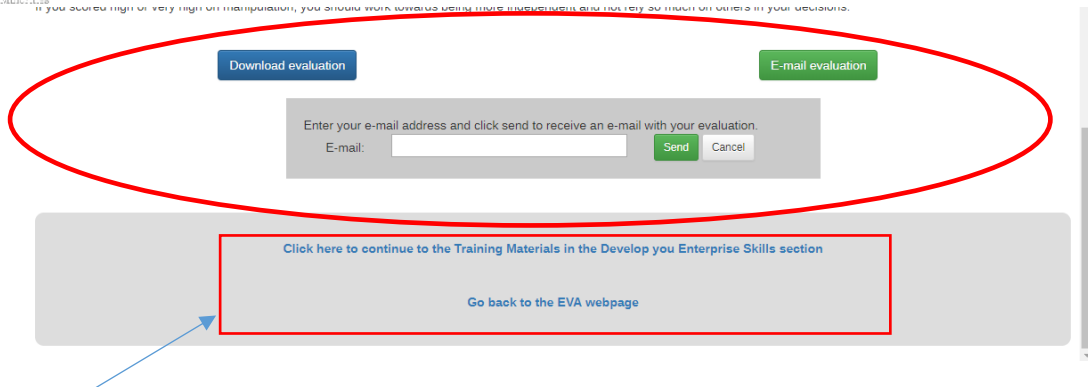 If you scored high or very high on manipulation, you should work towards being more independent and not rely so much on others in your decisions.
Download evaluation
E-mail evaluation
Enter your e-mail address and click send to receive an e-mail with your evaluation.
E-mail:
Send
Cancel
Click here to continue to the Training Materials in the Develop you Enterprise Skills section
Go back to the EVA webpage